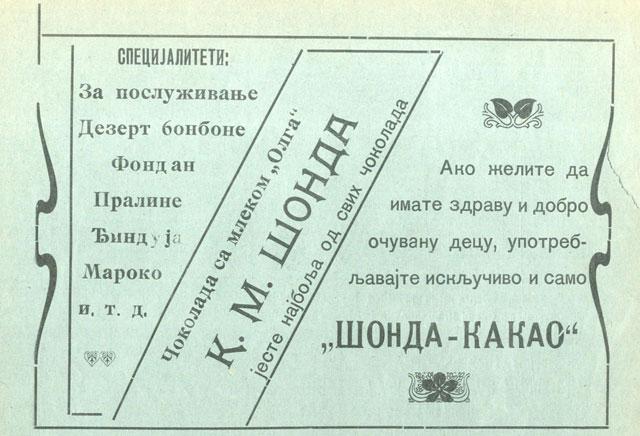 СПЕЦИЈАЛИТЕТИ:
За послуживање
Дезерт бонбоне
Фондан
Пралине
Ђиндуја
Мароко
и. т. д.
Чоколада са млеком „Олга“
К. М. ШОНДА
јесте најбоља од свих чоколада
Ако желите да
имате здраву и добро
очувану децу, употреб-
љавајте искључиво и само
„ШОНДА-КАКАО“